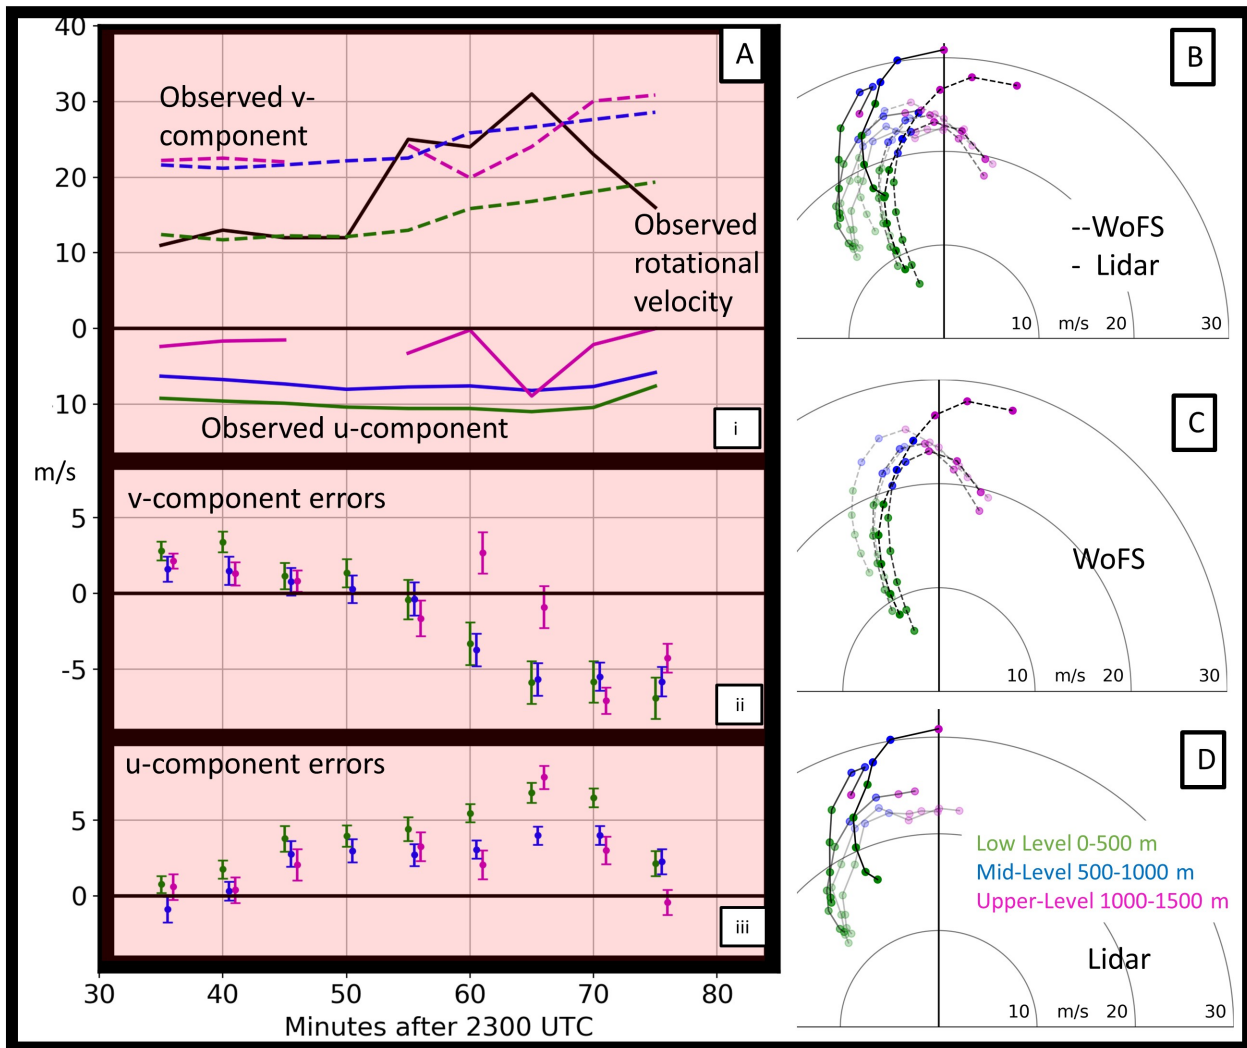 A
40
30
20
10
0
10
Observed v-
component
Observed
rotational
velocity
Observed u-component
i
m/s
v-component errors
5
0
-5
ii
u-component errors
5
0
iii
30 40 50 60 70 80
Minutes after 2300 UTC
B
--WoFS
- Lidar
10 m/s 20 30
C
WoFS
10 m/s 20 30
D
Low Level 0-500 m
Mid-Level 500-1000 m
Upper-Level 1000-1500 m
Lidar
10 m/s 20 30